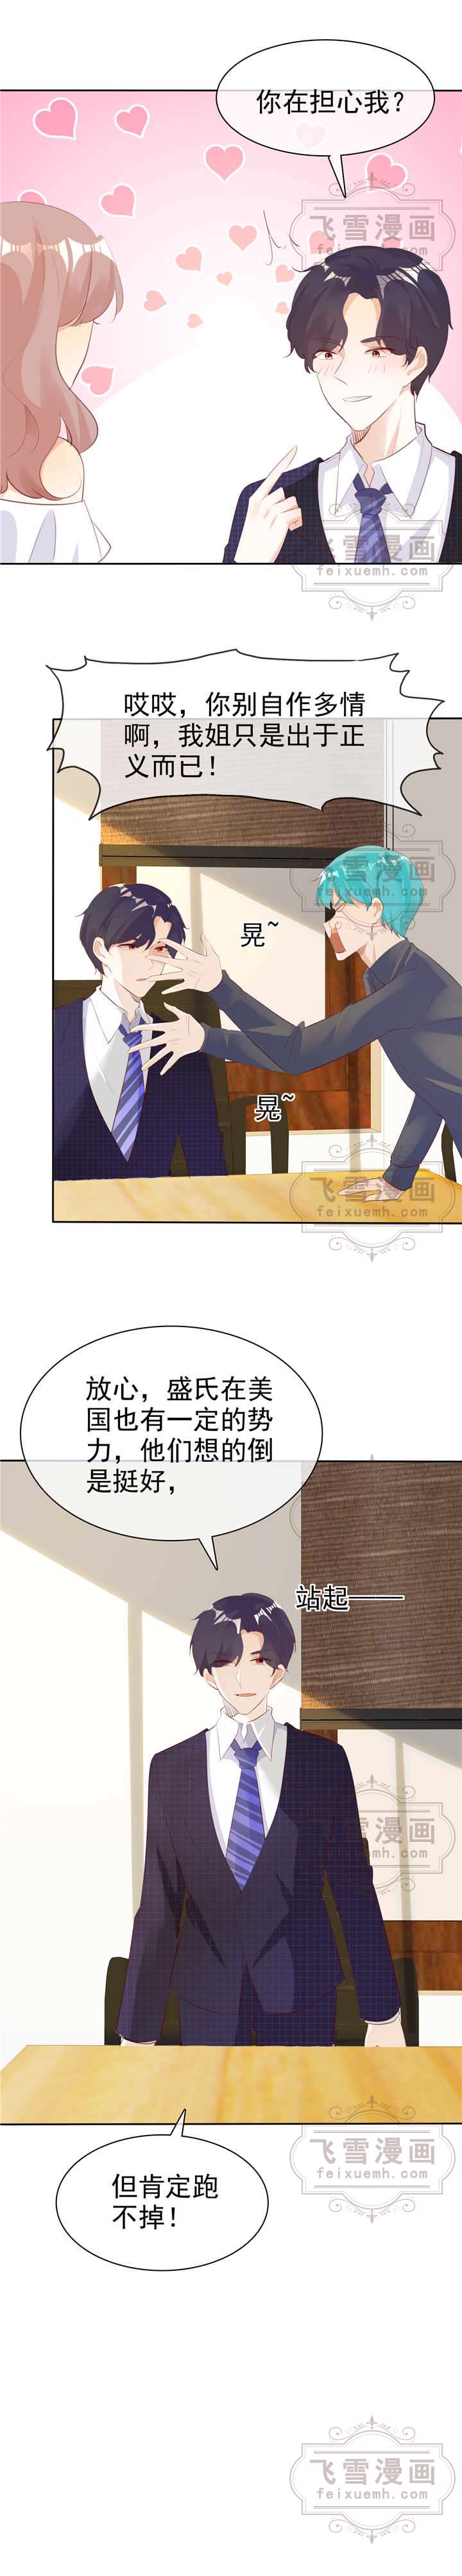 你在担心我？
飞雪漫画
feixuemh.com
飞雪漫画
feixuemh.com
哎哎，你别自作多情
啊，我姐只是出于正
义而已！
飞雪漫画
feixuemh.com
晃~
晃~
飞雪漫画
feixuemh.com
放心，盛氏在美
国也有一定的势
力，他们想的倒
是挺好，
站起——
飞雪漫画
feixuemh.com
飞雪漫画
feixuemh.com
但肯定跑
不掉！
飞雪漫画
feixuemh.com